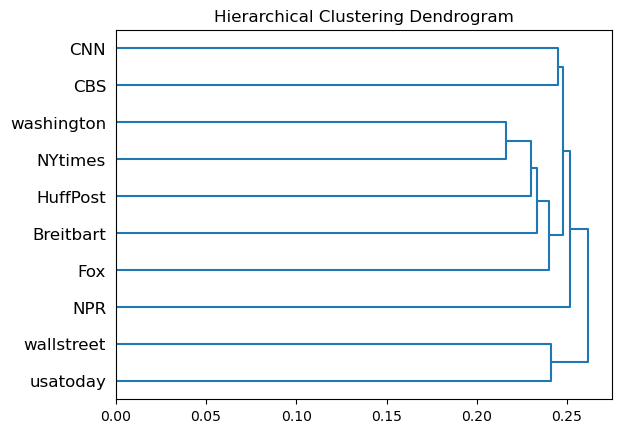 Hierarchical Clustering Dendrogram
CNN
CBS
washington
NYtimes
HuffPost
Breitbart
Fox
NPR
wallstreet
usatoday
0.00 0.05 0.10 0.15 0.20 0.25